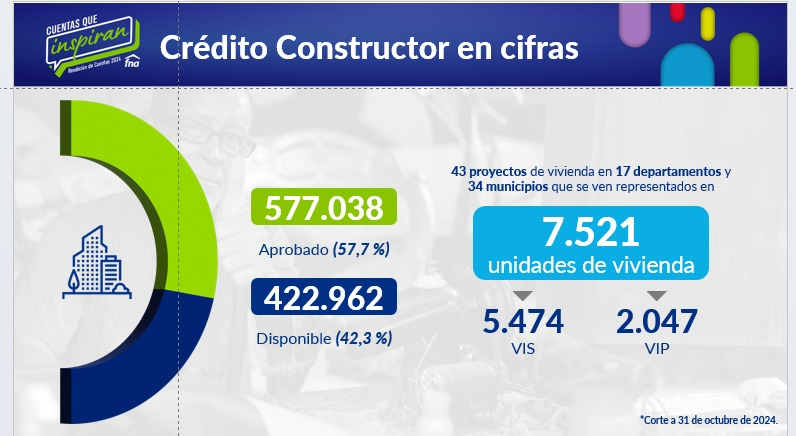 CUENTAS QUE
inspiran
Rendición de Cuentas 2024
fna
Crédito Constructor en cifras
577.038
Aprobado (57,7 %)
422.962
Disponible (42,3 %)
43 proyectos de vivienda en 17 departamentos y
34 municipios que se ven representados en
7.521
unidades de vivienda
5.474
VIS
2.047
VIP
*Corte a 31 de octubre de 2024.